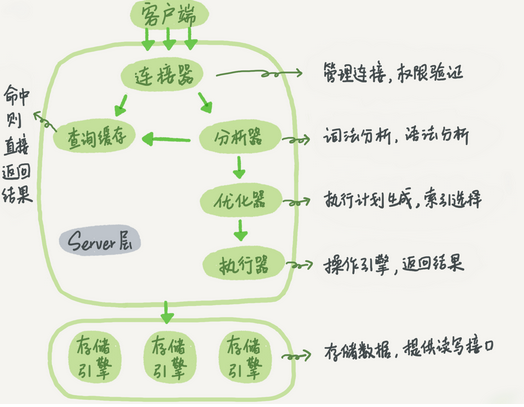 客户端
连接器
管理连接,权限验证
命中
则
直接
返回
结果
查询缓存
分析器
词法分析,语法分析
优化器
执行计划生成,索引选择
Server层
执行器
操作引擎,返回结果
存储
引擎
存储
引擎
存储
引擎
存储数据,提供读写接口